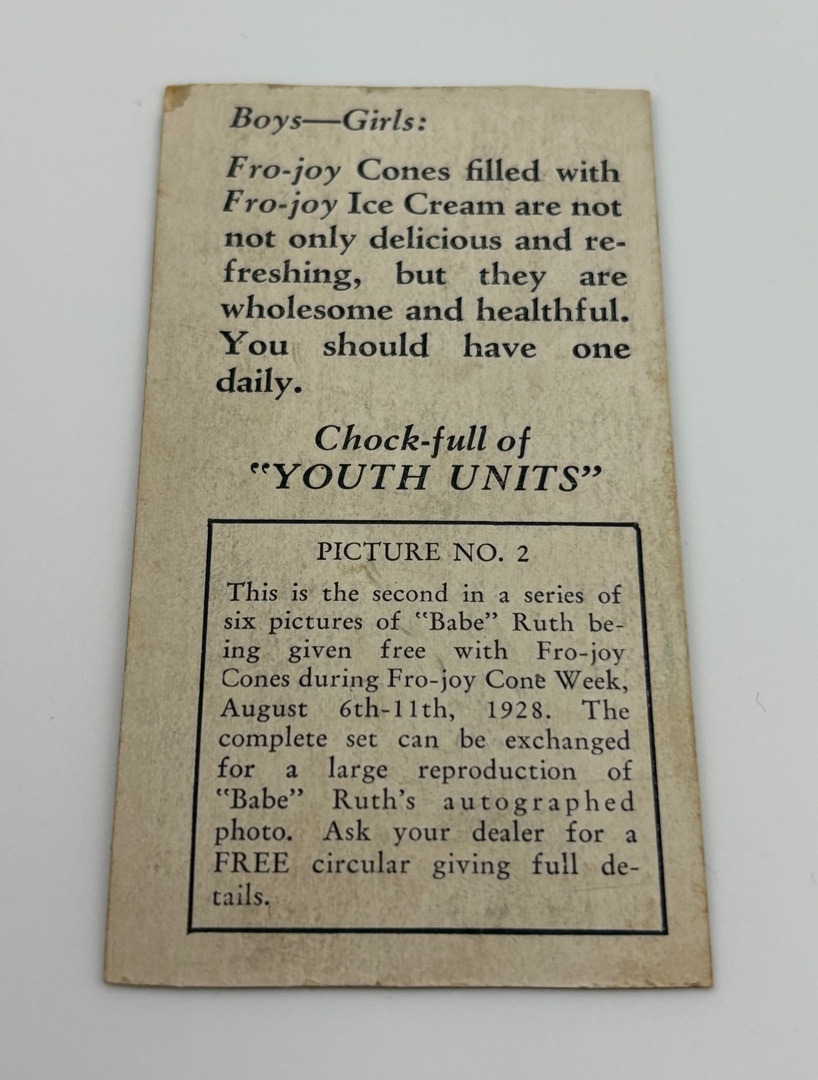 Boys—Girls:
Fro-joy Cones filled with
Fro-joy Ice Cream are not
not only delicious and re-
freshing, but they are
wholesome and healthful.
You should have one
daily.
Chock-full of
"YOUTH UNITS"
PICTURE NO. 2
This is the second in a series of
six pictures of "Babe" Ruth be-
ing given free with Fro-joy
Cones during Fro-joy Cone Week,
August 6th-11th, 1928. The
complete set can be exchanged
for a large reproduction of
"Babe" Ruth's autographed
photo. Ask your dealer for a
FREE circular giving full de-
tails.